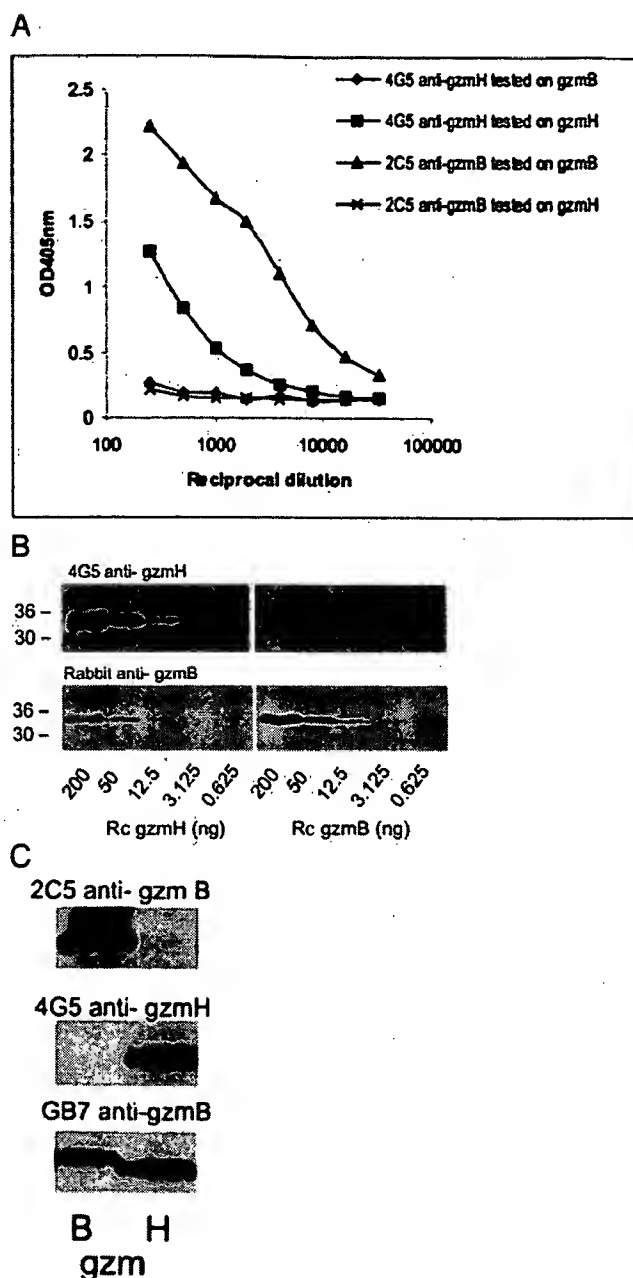 A
4G5 anti-gzmH tested on gzmB
4G5 anti-gzmH tested on gzmH
2C5 anti-gzmB tested on gzmB
2C5 anti-gzmB tested on gzmH
2.5
2
1.5
1
0.5
0
OD405nm
100 1000 10000 100000
Reciprocal dilution
B
4G5 anti- gzmH
36 –
30 –
Rabbit anti- gzmB
36 –
30 –
200 50 12.5 3.125 0.625 200 50 12.5 3.125 0.625
Rc gzmH (ng) Rc gzmB (ng)
C
2C5 anti- gzm B
4G5 anti- gzmH
GB7 anti-gzmB
B H
gzm